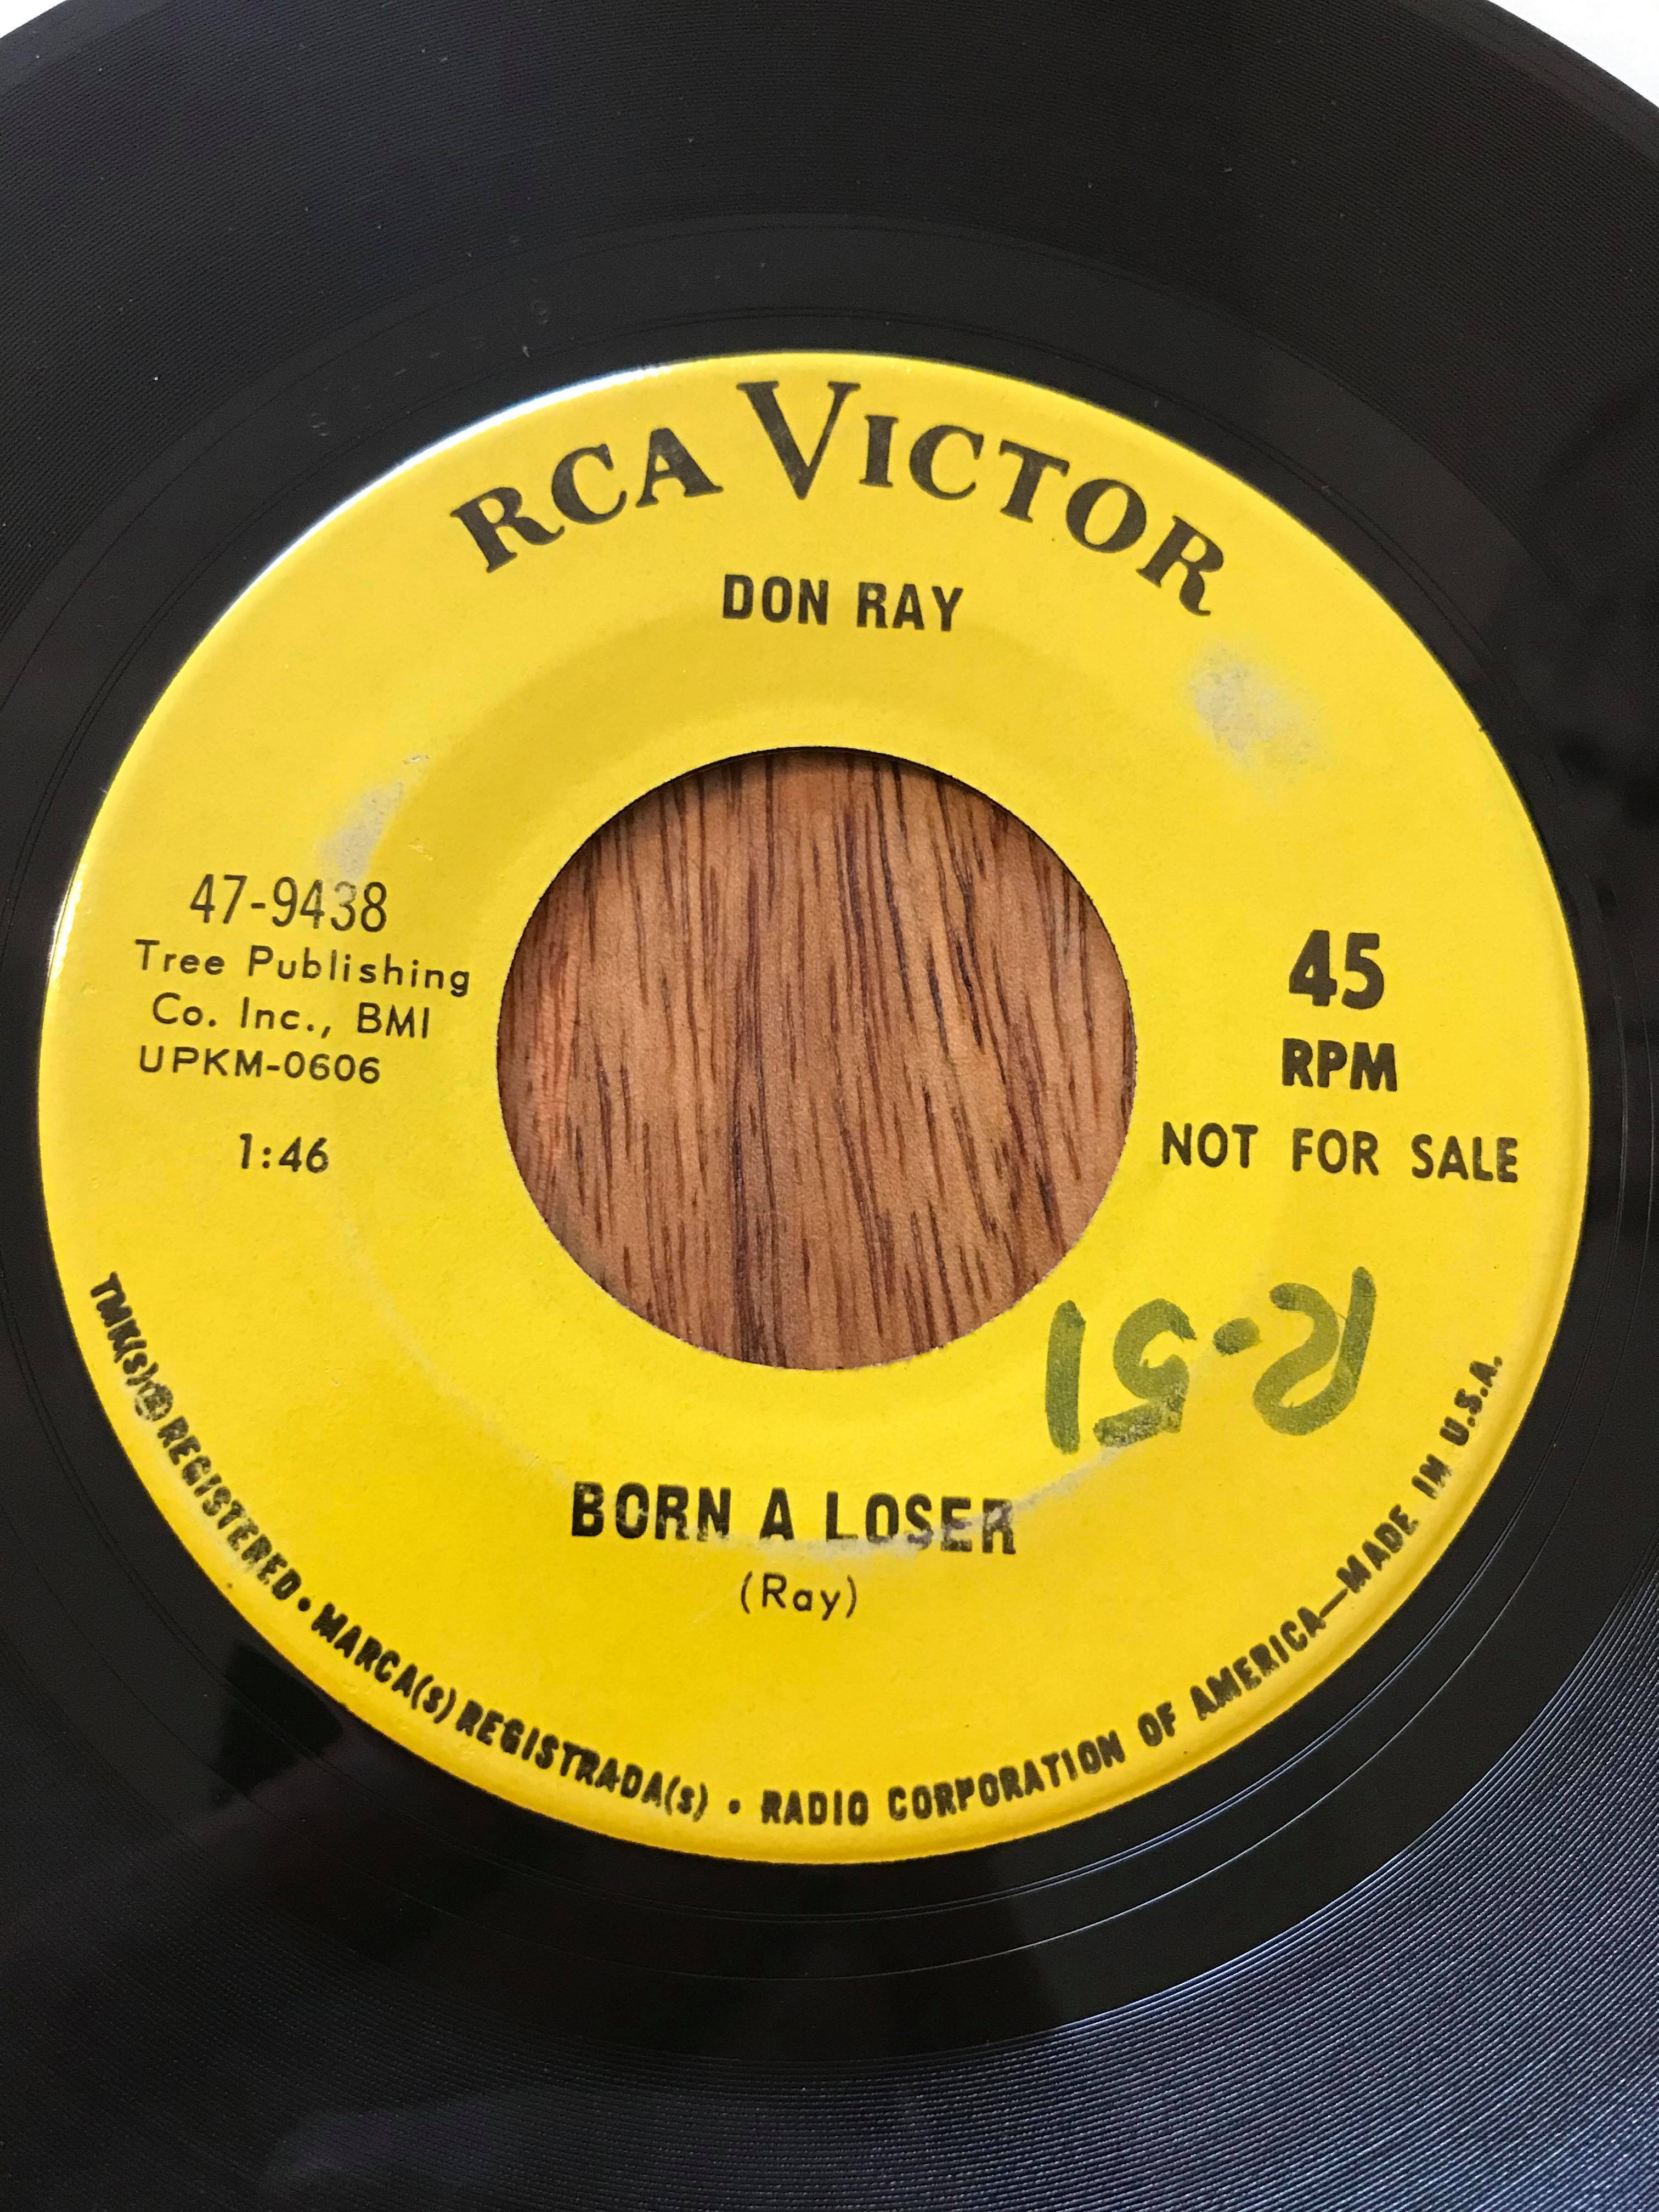 RCA VICTOR
DON RAY
47-9438
Tree Publishing
Co. Inc., BMI
UPKM-0606
1:46
45
RPM
NOT FOR SALE
R-51
BORN A LOSER
(Ray)
TMK(s) ® REGISTERED • MARCA(s) REGISTRADA(s) • RADIO CORPORATION OF AMERICA—MADE IN U.S.A.